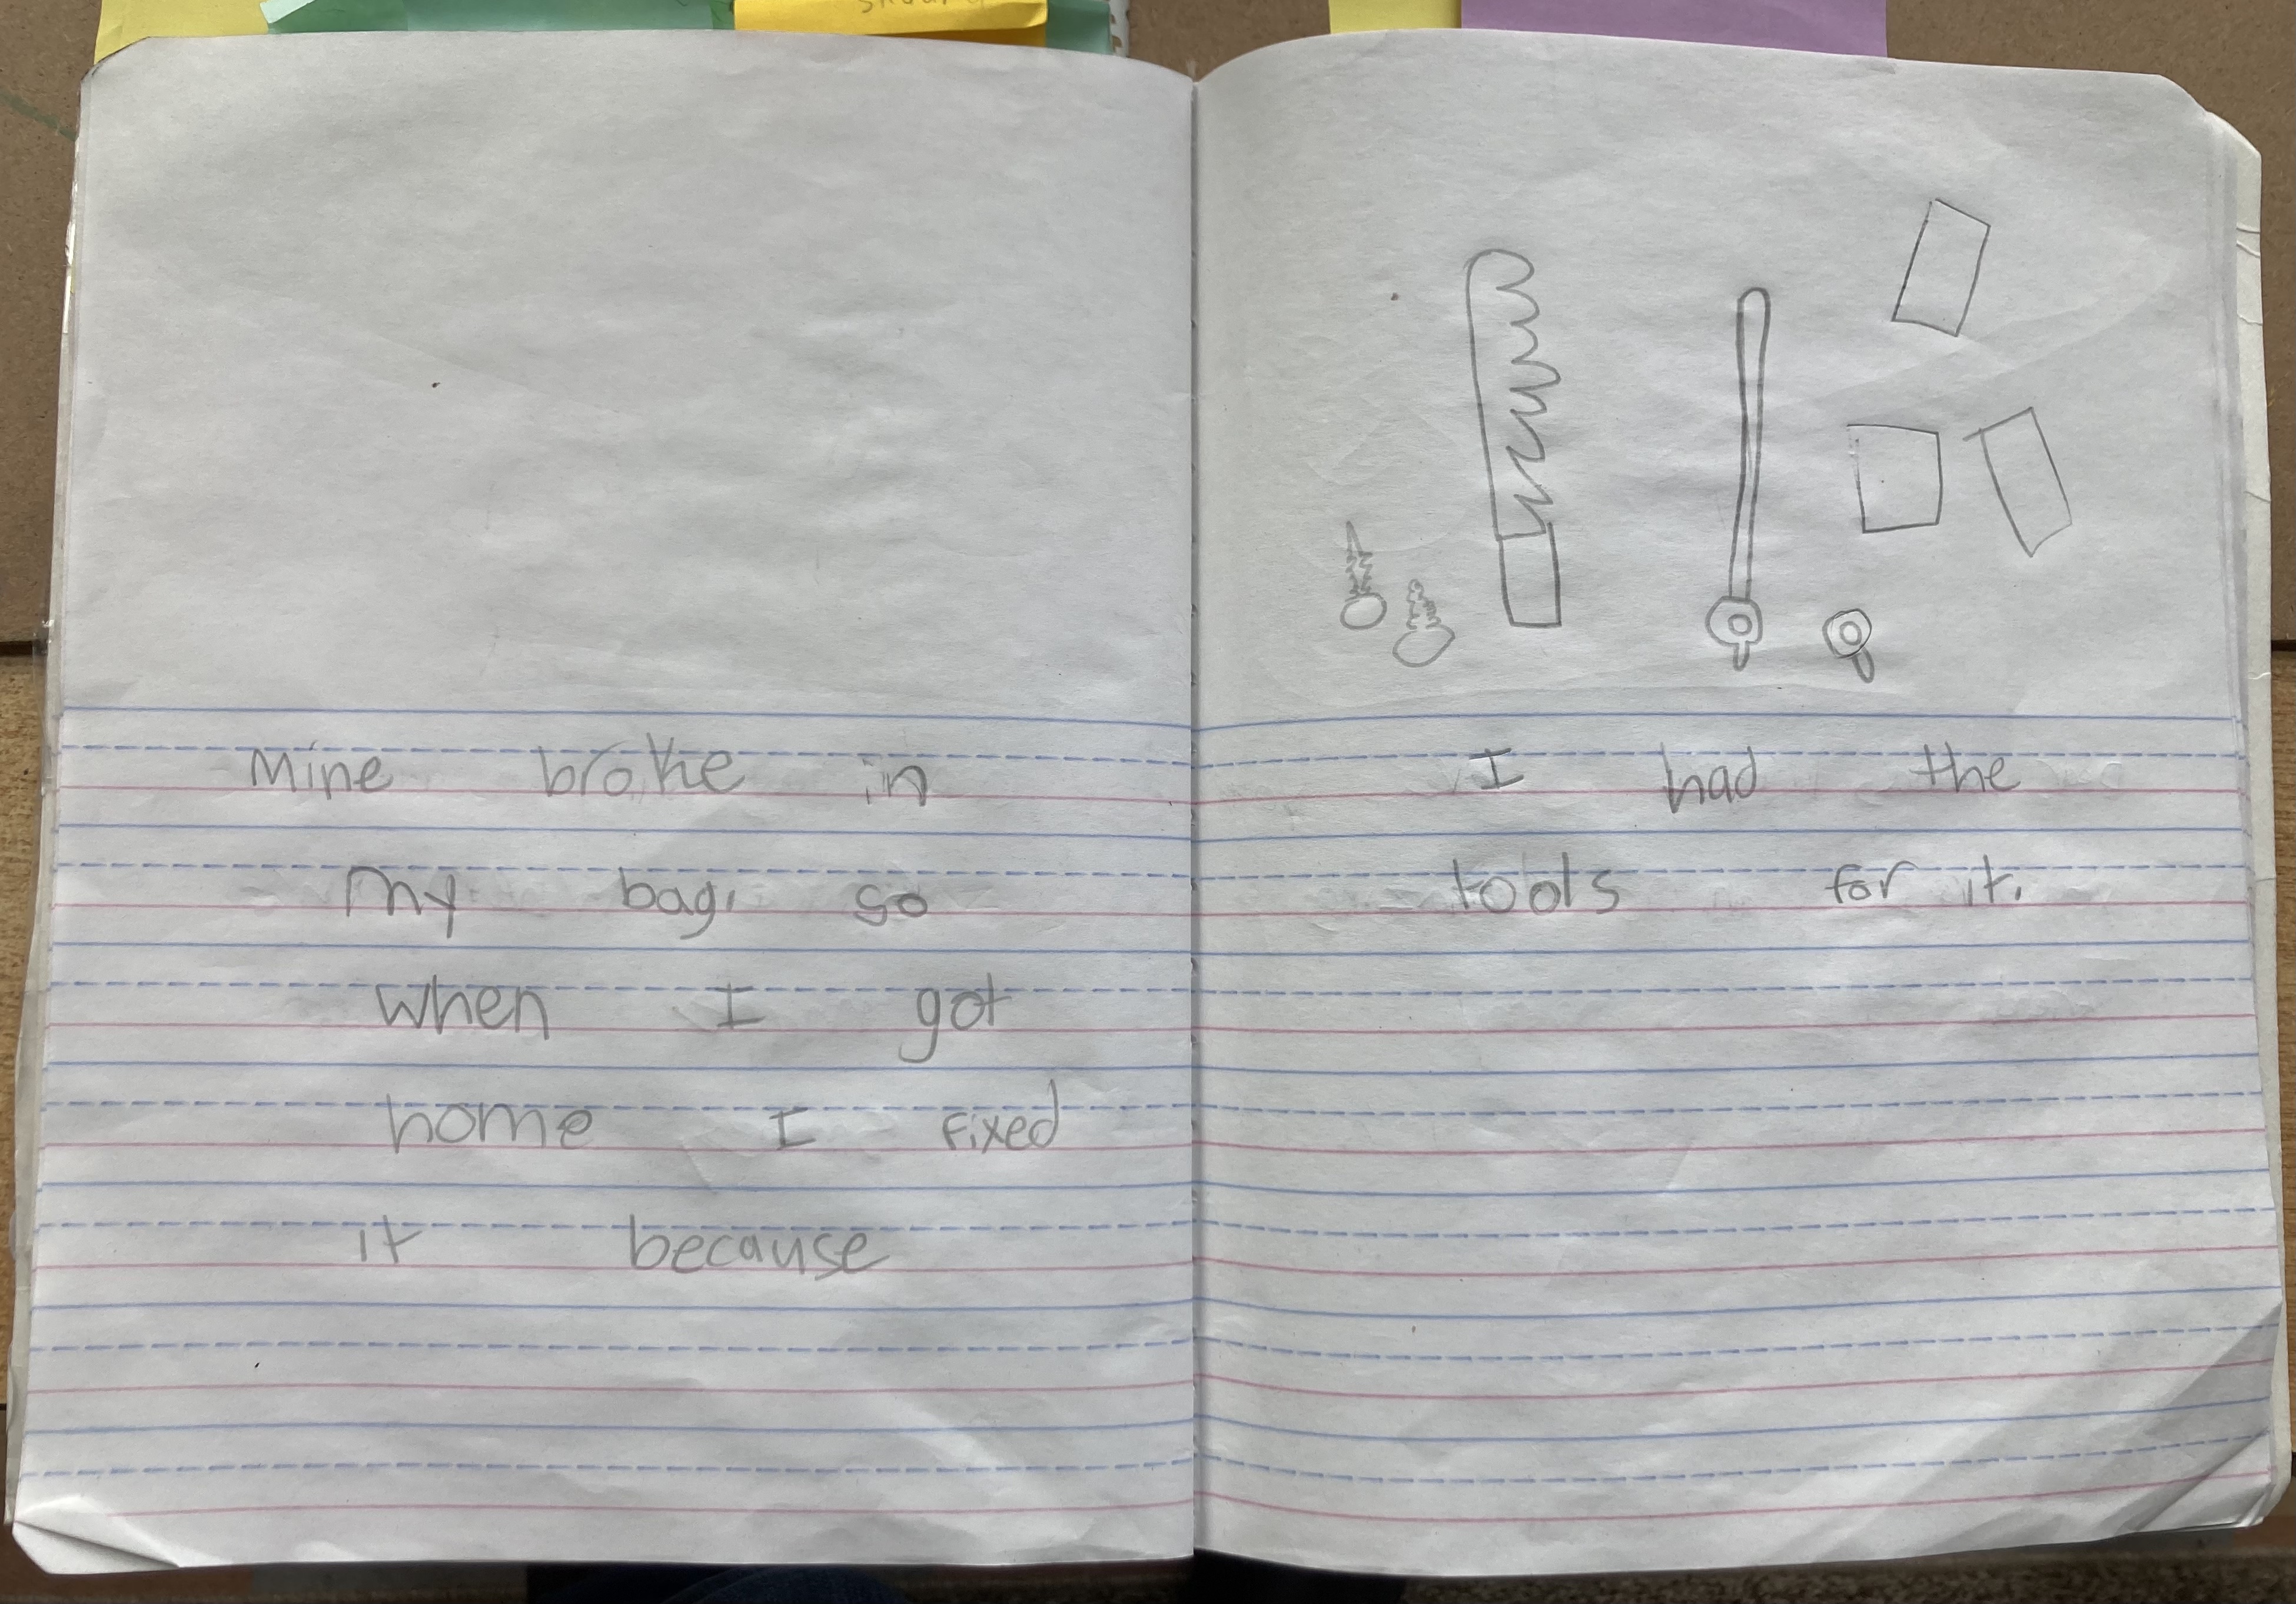 Mine broke in
my bag, so
when I got
home I fixed
it because
I had the
tools for it.